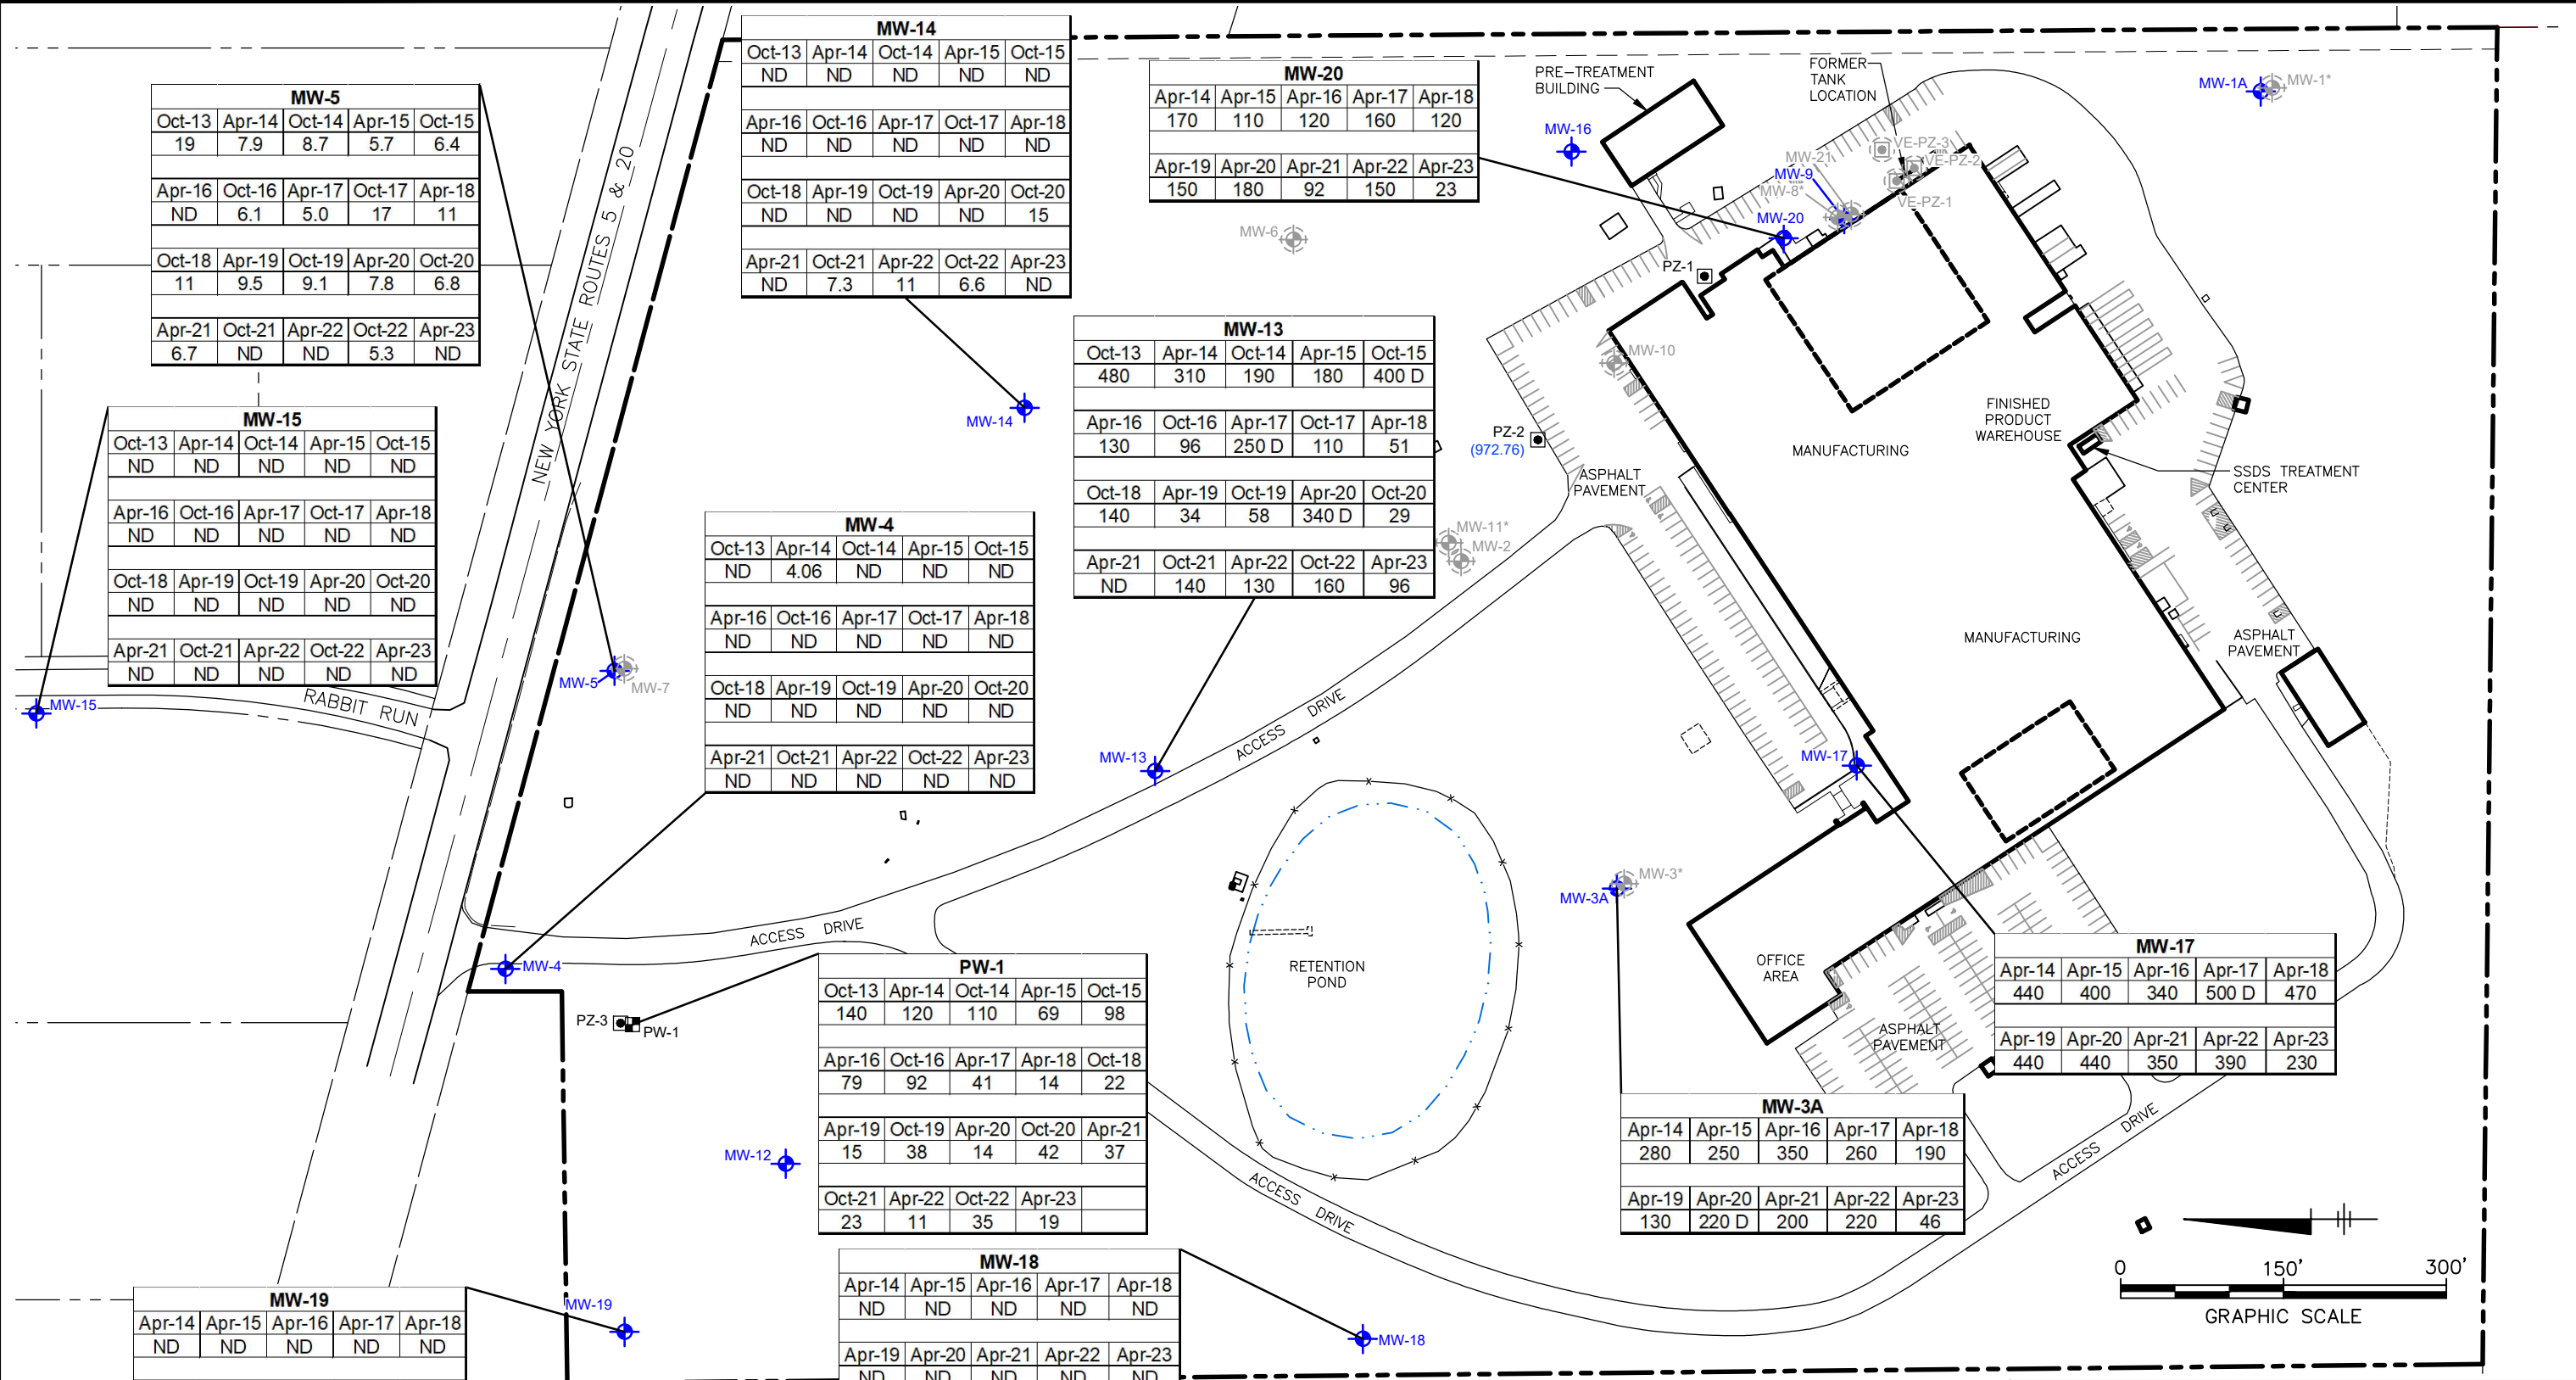 MW-14
Oct-13 Apr-14 Oct-14 Apr-15 Oct-15
ND ND ND ND ND
Apr-16 Oct-16 Apr-17 Oct-17 Apr-18
ND ND ND ND ND
Oct-18 Apr-19 Oct-19 Apr-20 Oct-20
ND ND ND ND 15
Apr-21 Oct-21 Apr-22 Oct-22 Apr-23
ND 7.3 11 6.6 ND
MW-5
Oct-13 Apr-14 Oct-14 Apr-15 Oct-15
19 7.9 8.7 5.7 6.4
Apr-16 Oct-16 Apr-17 Oct-17 Apr-18
ND 6.1 5.0 17 11
Oct-18 Apr-19 Oct-19 Apr-20 Oct-20
11 9.5 9.1 7.8 6.8
Apr-21 Oct-21 Apr-22 Oct-22 Apr-23
6.7 ND ND 5.3 ND
MW-20
Apr-14 Apr-15 Apr-16 Apr-17 Apr-18
170 110 120 160 120
Apr-19 Apr-20 Apr-21 Apr-22 Apr-23
150 180 92 150 23
PRE-TREATMENT
BUILDING
FORMER
TANK
LOCATION
MW-1A
MW-1*
MW-16
VE-PZ-3
VE-PZ-2
VE-PZ-1
MW-21
MW-9
MW-8*
MW-20
MW-6
PZ-1
NEW YORK STATE ROUTES 5 & 20
MW-13
Oct-13 Apr-14 Oct-14 Apr-15 Oct-15
480 310 190 180 400 D
Apr-16 Oct-16 Apr-17 Oct-17 Apr-18
130 96 250 D 110 51
Oct-18 Apr-19 Oct-19 Apr-20 Oct-20
140 34 58 340 D 29
Apr-21 Oct-21 Apr-22 Oct-22 Apr-23
ND 140 130 160 96
MW-10
MW-14
PZ-2
(972.76)
ASPHALT
PAVEMENT
MANUFACTURING
FINISHED
PRODUCT
WAREHOUSE
SSDS TREATMENT
CENTER
MW-11*
MW-2
MW-15
Oct-13 Apr-14 Oct-14 Apr-15 Oct-15
ND ND ND ND ND
Apr-16 Oct-16 Apr-17 Oct-17 Apr-18
ND ND ND ND ND
Oct-18 Apr-19 Oct-19 Apr-20 Oct-20
ND ND ND ND ND
Apr-21 Oct-21 Apr-22 Oct-22 Apr-23
ND ND ND ND ND
MW-4
Oct-13 Apr-14 Oct-14 Apr-15 Oct-15
ND 4.06 ND ND ND
Apr-16 Oct-16 Apr-17 Oct-17 Apr-18
ND ND ND ND ND
Oct-18 Apr-19 Oct-19 Apr-20 Oct-20
ND ND ND ND ND
Apr-21 Oct-21 Apr-22 Oct-22 Apr-23
ND ND ND ND ND
MANUFACTURING
ASPHALT
PAVEMENT
MW-5
MW-7
MW-15
RABBIT RUN
MW-13
ACCESS DRIVE
MW-17
MW-3*
MW-3A
ACCESS DRIVE
MW-4
RETENTION
POND
OFFICE
AREA
ASPHALT
PAVEMENT
PZ-3
PW-1
PW-1
Oct-13 Apr-14 Oct-14 Apr-15 Oct-15
140 120 110 69 98
Apr-16 Oct-16 Apr-17 Apr-18 Oct-18
79 92 41 14 22
Apr-19 Oct-19 Apr-20 Oct-20 Apr-21
15 38 14 42 37
Oct-21 Apr-22 Oct-22 Apr-23
23 11 35 19
MW-17
Apr-14 Apr-15 Apr-16 Apr-17 Apr-18
440 400 340 500 D 470
Apr-19 Apr-20 Apr-21 Apr-22 Apr-23
440 440 350 390 230
MW-3A
Apr-14 Apr-15 Apr-16 Apr-17 Apr-18
280 250 350 260 190
Apr-19 Apr-20 Apr-21 Apr-22 Apr-23
130 220 D 200 220 46
MW-12
ACCESS DRIVE
ACCESS DRIVE
MW-18
Apr-14 Apr-15 Apr-16 Apr-17 Apr-18
ND ND ND ND ND
Apr-19 Apr-20 Apr-21 Apr-22 Apr-23
ND ND ND ND ND
MW-18
MW-19
Apr-14 Apr-15 Apr-16 Apr-17 Apr-18
ND ND ND ND ND
MW-19
0 150' 300'
GRAPHIC SCALE